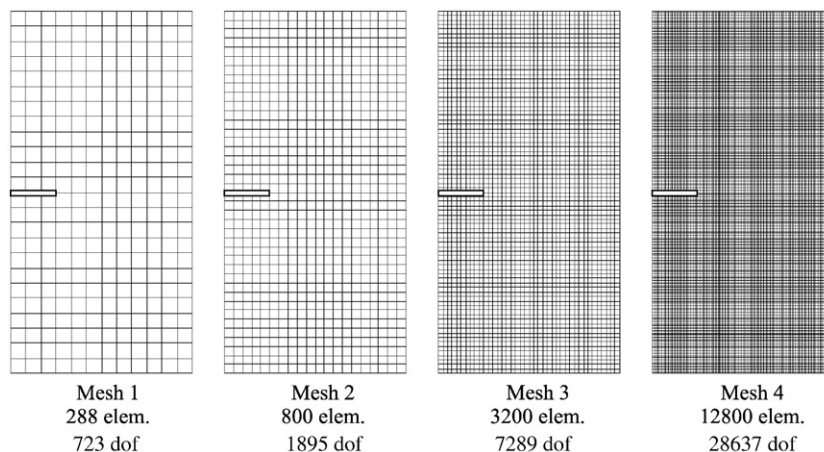 Mesh 1
288 elem.
723 dof
Mesh 2
800 elem.
1895 dof
Mesh 3
3200 elem.
7289 dof
Mesh 4
12800 elem.
28637 dof